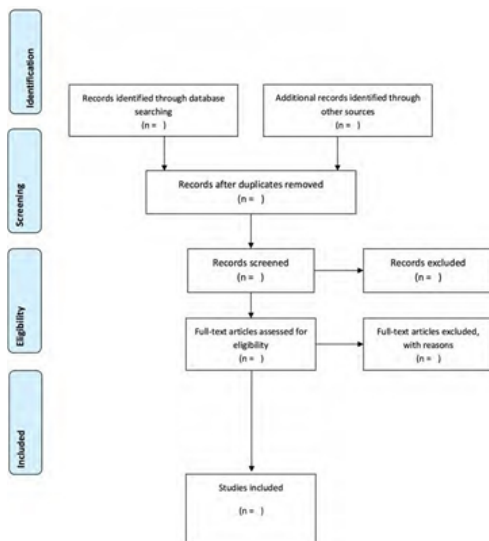 Identification
Records identified through database
searching
(n = )
Additional records identified through
other sources
(n = )
Screening
Records after duplicates removed
(n = )
Records screened
(n = )
Records excluded
(n = )
Eligibility
Full-text articles assessed for
eligibility
(n = )
Full-text articles excluded,
with reasons
(n = )
Included
Studies included
(n = )